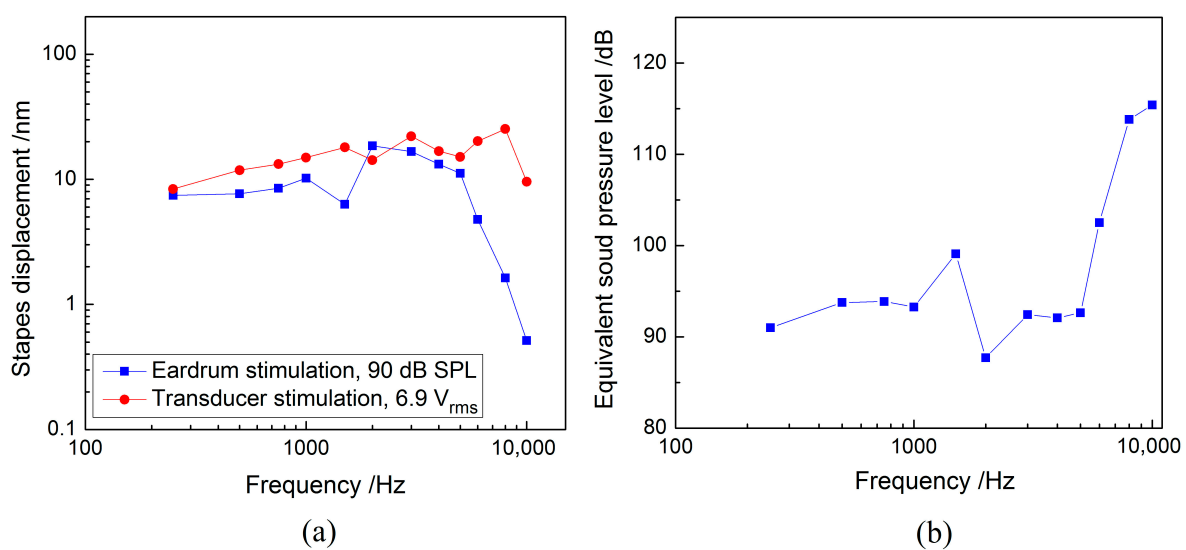 100
10
1
0.1
Stapes displacement /nm
Eardrum stimulation, 90 dB SPL
Transducer stimulation, 6.9 Vrms
100
1000
10,000
Frequency /Hz
(a)
120
110
100
90
80
Equivalent soud pressure level /dB
100
1000
10,000
Frequency /Hz
(b)